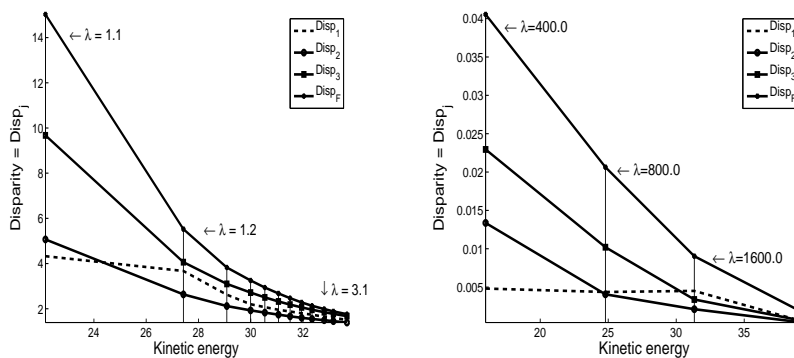 Disparity = Disp_j
14
12
10
8
6
4
2
24
26
28
30
32
Kinetic energy
← λ = 1.1
← λ = 1.2
↓ λ = 3.1
Disp_1
Disp_2
Disp_3
Disp_F
Disparity = Disp_j
0.04
0.035
0.03
0.025
0.02
0.015
0.01
0.005
20
25
30
35
Kinetic energy
← λ=400.0
← λ=800.0
← λ=1600.0
Disp_1
Disp_2
Disp_3
Disp_F